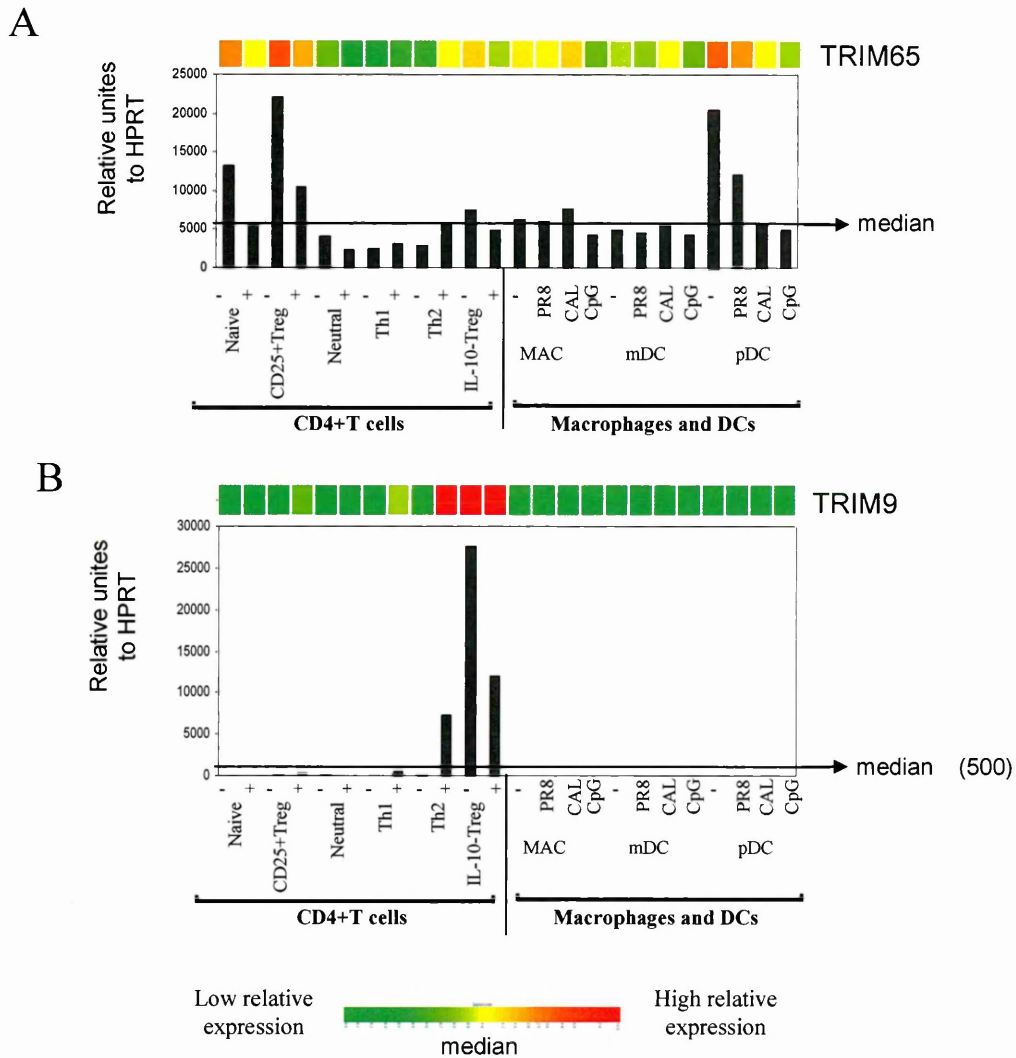 A
TRIM65
Relative unites
to HPRT
25000
20000
15000
10000
5000
0
median
- + - + - + - + - + - + - PR8 CAL CpG - PR8 CAL CpG - PR8 CAL CpG
Naive CD25+Treg Neutral Th1 Th2 IL-10-Treg
MAC mDC pDC
CD4+T cells Macrophages and DCs
B
TRIM9
Relative unites
to HPRT
30000
25000
20000
15000
10000
5000
0
median (500)
- + - + - + - + - + - + - PR8 CAL CpG - PR8 CAL CpG - PR8 CAL CpG
Naive CD25+Treg Neutral Th1 Th2 IL-10-Treg
MAC mDC pDC
CD4+T cells Macrophages and DCs
Low relative
expression
High relative
expression
median